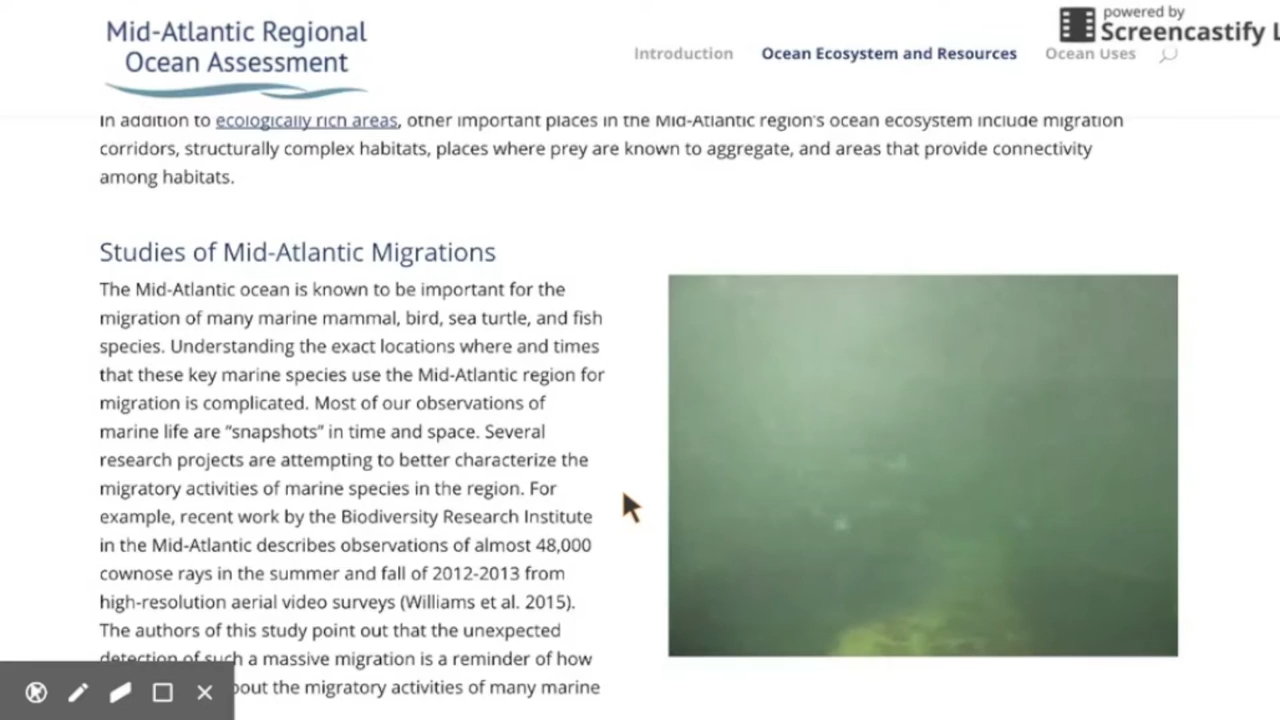 Mid-Atlantic Regional
Ocean Assessment
powered by
Screencastify L
Introduction
Ocean Ecosystem and Resources
Ocean Uses
In addition to ecologically rich areas, other important places in the Mid-Atlantic region's ocean ecosystem include migration
corridors, structurally complex habitats, places where prey are known to aggregate, and areas that provide connectivity
among habitats.
Studies of Mid-Atlantic Migrations
The Mid-Atlantic ocean is known to be important for the
migration of many marine mammal, bird, sea turtle, and fish
species. Understanding the exact locations where and times
that these key marine species use the Mid-Atlantic region for
migration is complicated. Most of our observations of
marine life are “snapshots” in time and space. Several
research projects are attempting to better characterize the
migratory activities of marine species in the region. For
example, recent work by the Biodiversity Research Institute
in the Mid-Atlantic describes observations of almost 48,000
cownose rays in the summer and fall of 2012-2013 from
high-resolution aerial video surveys (Williams et al. 2015).
The authors of this study point out that the unexpected
detection of such a massive migration is a reminder of how
the migratory activities of many marine